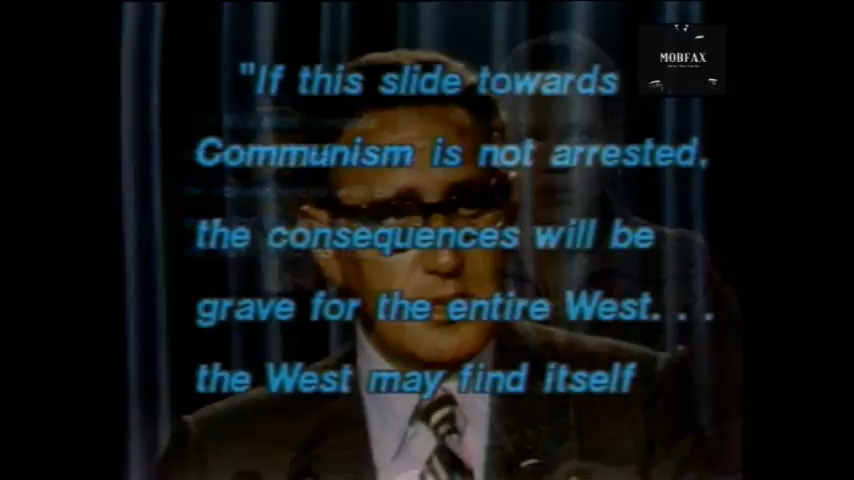 "If this slide towards
MOBFAX
Communism is not arrested,
the consequences will be
grave for the entire West...
the West may find itself